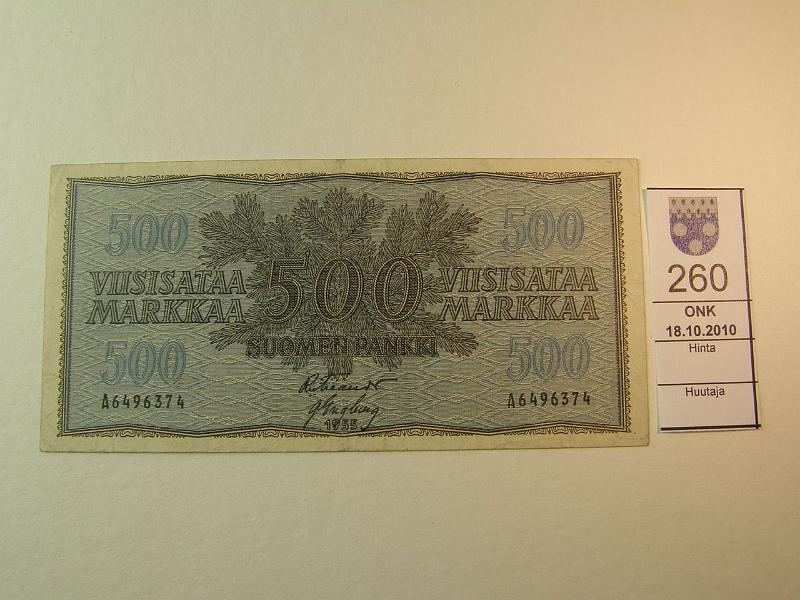 500
500
VIISISATAA
MARKKAA
500
VIISISATAA
MARKKAA
SUOMEN PANKKI
500
500
A6496374
A6496374
1955
260
ONK
18.10.2010
Hinta
Huutaja